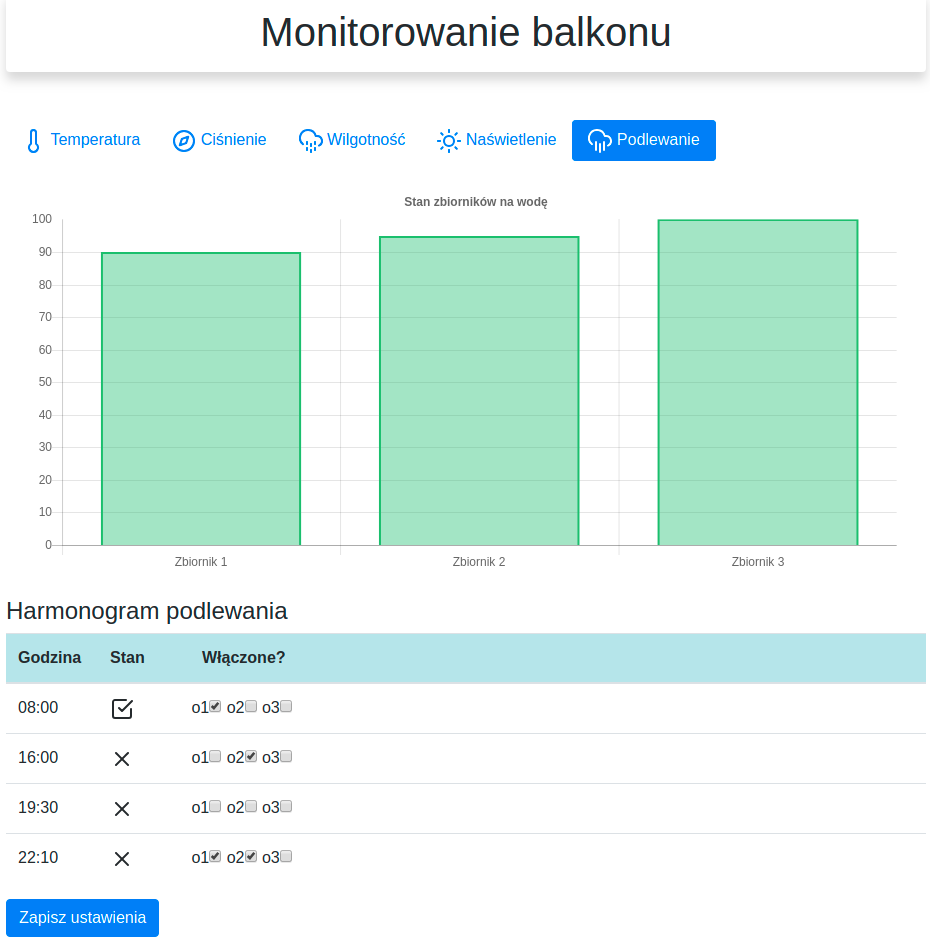 Monitorowanie balkonu
Temperatura Ciśnienie Wilgotność Naświetlenie Podlewanie
Stan zbiorników na wodę
100
90
80
70
60
50
40
30
20
10
0
Zbiornik 1 Zbiornik 2 Zbiornik 3
Harmonogram podlewania
Godzina Stan Włączone?
08:00 o1 o2 o3
16:00 o1 o2 o3
19:30 o1 o2 o3
22:10 o1 o2 o3
Zapisz ustawienia